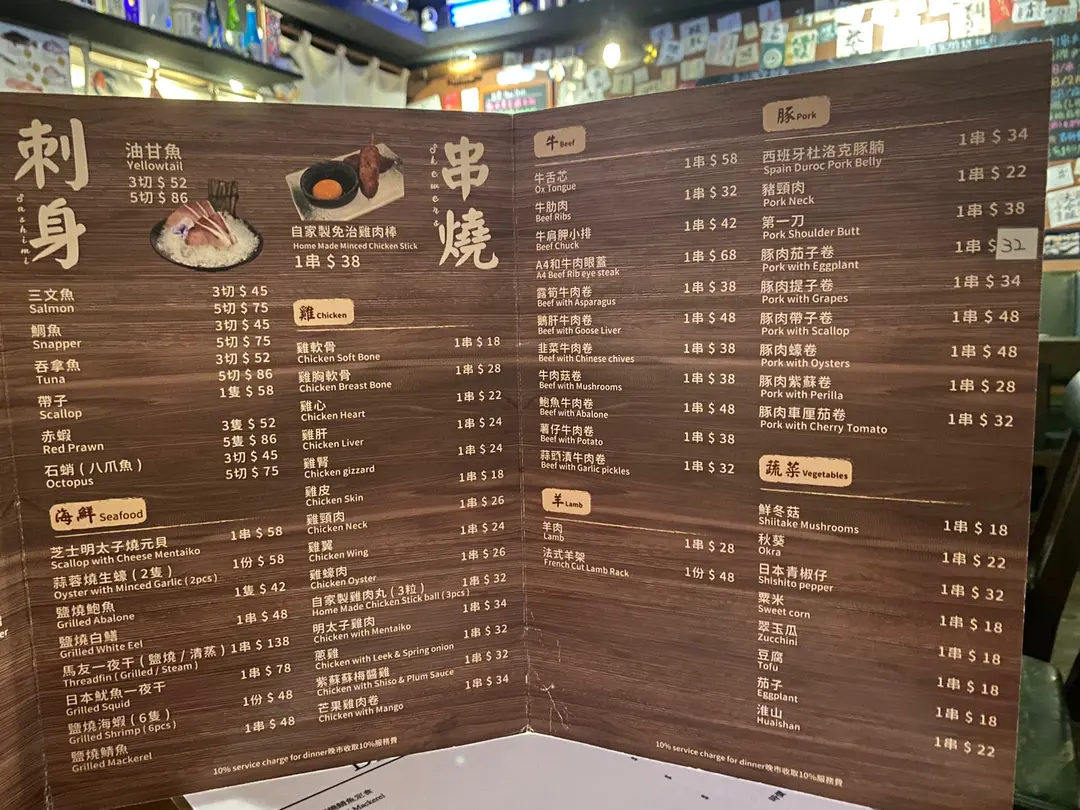 刺身
Sashimi
油甘魚
Yellowtail
3切 $ 52
5切 $ 86
三文魚
Salmon
3切 $ 45
5切 $ 75
鯛魚
Snapper
3切 $ 45
5切 $ 75
吞拿魚
Tuna
3切 $ 52
5切 $ 86
帶子
Scallop
1隻 $ 58
赤蝦
Red Prawn
3隻 $ 52
5隻 $ 86
石蛸 ( 八爪魚 )
Octopus
3切 $ 45
5切 $ 75
海鮮 Seafood
芝士明太子燒元貝 1串 $ 58
Scallop with Cheese Mentaiko
蒜蓉燒生蠔 ( 2隻 ) 1份 $ 58
Oyster with Minced Garlic ( 2pcs )
鹽燒鮑魚 1隻 $ 42
Grilled Abalone
鹽燒白鱔 1串 $ 48
Grilled White Eel
馬友一夜干 ( 鹽燒 / 清蒸 ) 1串 $ 138
Threadfin ( Grilled / Steam )
日本魷魚一夜干 1串 $ 78
Grilled Squid
鹽燒海蝦 ( 6隻 ) 1份 $ 48
Grilled Shrimp ( 6pcs )
鹽燒鯖魚 1串 $ 48
Grilled Mackerel
10% service charge for dinner晚市收取10%服務費
串燒
Skewers
自家製免治雞肉棒
Home Made Minced Chicken Stick
1串 $ 38
雞 Chicken
雞軟骨 1串 $ 18
Chicken Soft Bone
雞胸軟骨 1串 $ 28
Chicken Breast Bone
雞心 1串 $ 22
Chicken Heart
雞肝 1串 $ 24
Chicken Liver
雞腎 1串 $ 24
Chicken gizzard
雞皮 1串 $ 18
Chicken Skin
雞頸肉 1串 $ 26
Chicken Neck
雞翼 1串 $ 24
Chicken Wing
雞蠔肉 1串 $ 26
Chicken Oyster
自家製雞肉丸 ( 3粒 ) 1串 $ 32
Home Made Chicken Stick ball ( 3pcs )
明太子雞肉 1串 $ 34
Chicken with Mentaiko
蔥雞 1串 $ 32
Chicken with Leek & Spring onion
紫蘇蘇梅醬雞 1串 $ 32
Chicken with Shiso & Plum Sauce
芒果雞肉卷 1串 $ 34
Chicken with Mango
牛 Beef
牛舌芯 1串 $ 58
Ox Tongue
牛肋肉 1串 $ 32
Beef Ribs
牛肩胛小排 1串 $ 42
Beef Chuck
A4和牛肉眼蓋 1串 $ 68
A4 Beef Rib eye steak
露筍牛肉卷 1串 $ 38
Beef with Asparagus
鵝肝牛肉卷 1串 $ 48
Beef with Goose Liver
韭菜牛肉卷 1串 $ 38
Beef with Chinese chives
牛肉菇卷 1串 $ 38
Beef with Mushrooms
鮑魚牛肉卷 1串 $ 48
Beef with Abalone
薯仔牛肉卷 1串 $ 38
Beef with Potato
蒜頭漬牛肉卷 1串 $ 32
Beef with Garlic pickles
羊 Lamb
羊肉 1串 $ 28
Lamb
法式羊架 1份 $ 48
French Cut Lamb Rack
豚 Pork
西班牙杜洛克豚腩 1串 $ 34
Spain Duroc Pork Belly
豬頸肉 1串 $ 22
Pork Neck
第一刀 1串 $ 38
Pork Shoulder Butt
豚肉茄子卷 1串 $ 32
Pork with Eggplant
豚肉提子卷 1串 $ 34
Pork with Grapes
豚肉帶子卷 1串 $ 48
Pork with Scallop
豚肉蠔卷 1串 $ 48
Pork with Oysters
豚肉紫蘇卷 1串 $ 28
Pork with Perilla
豚肉車厘茄卷 1串 $ 32
Pork with Cherry Tomato
蔬菜 Vegetables
鮮冬菇 1串 $ 18
Shiitake Mushrooms
秋葵 1串 $ 22
Okra
日本青椒仔 1串 $ 32
Shishito pepper
粟米 1串 $ 18
Sweet corn
翠玉瓜 1串 $ 18
Zucchini
豆腐 1串 $ 18
Tofu
茄子 1串 $ 18
Eggplant
淮山 1串 $ 22
Huaishan
10% service charge for dinner晚市收取10%服務費